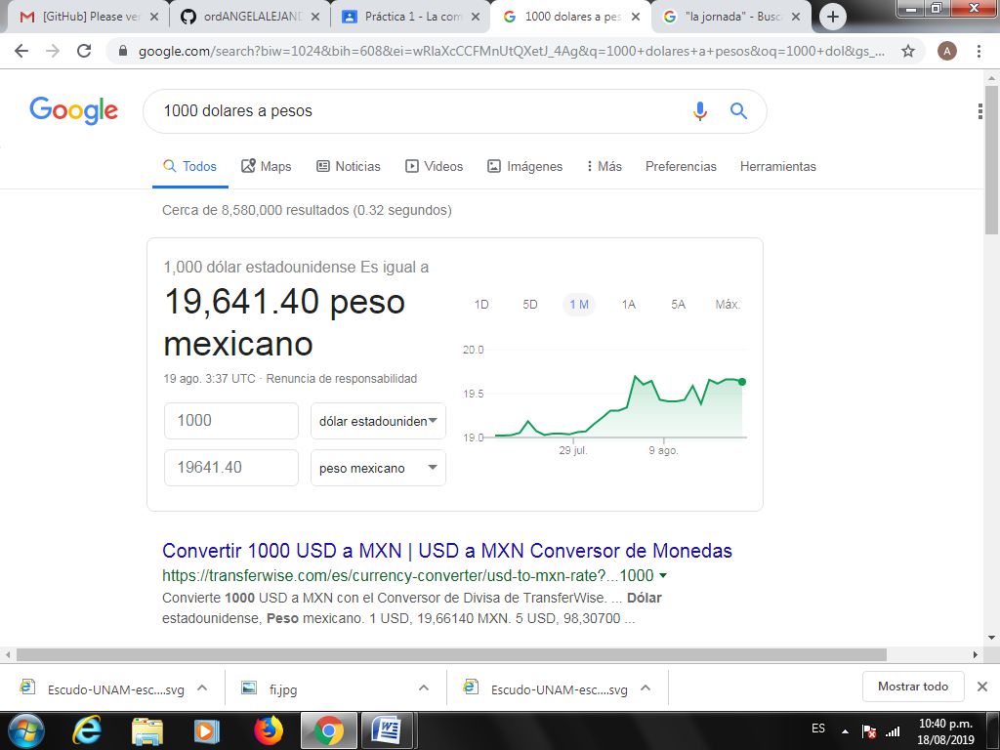 [GitHub] Please ver
ordANGELALEJAND
Práctica 1 - La com
1000 dolares a pes
"la jornada" - Busc
google.com/search?biw=1024&bih=608&ei=wRlaXcCCFMnUtQXetJ_4Ag&q=1000+dolares+a+pesos&oq=1000+dol&gs_...
A
Google
1000 dolares a pesos
Todos
Maps
Noticias
Videos
Imágenes
Más
Preferencias
Herramientas
Cerca de 8,580,000 resultados (0.32 segundos)
1,000 dólar estadounidense Es igual a
19,641.40 peso
mexicano
19 ago. 3:37 UTC · Renuncia de responsabilidad
1000
dólar estadouniden
19641.40
peso mexicano
1D
5D
1 M
1A
5A
Máx.
20.0
19.5
19.0
29 jul.
9 ago.
Convertir 1000 USD a MXN | USD a MXN Conversor de Monedas
https://transferwise.com/es/currency-converter/usd-to-mxn-rate?...1000
Convierte 1000 USD a MXN con el Conversor de Divisa de TransferWise. ... Dólar
estadounidense, Peso mexicano. 1 USD, 19,66140 MXN. 5 USD, 98,30700 ...
Escudo-UNAM-esc....svg
fi.jpg
Escudo-UNAM-esc....svg
Mostrar todo
ES
10:40 p.m.
18/08/2019